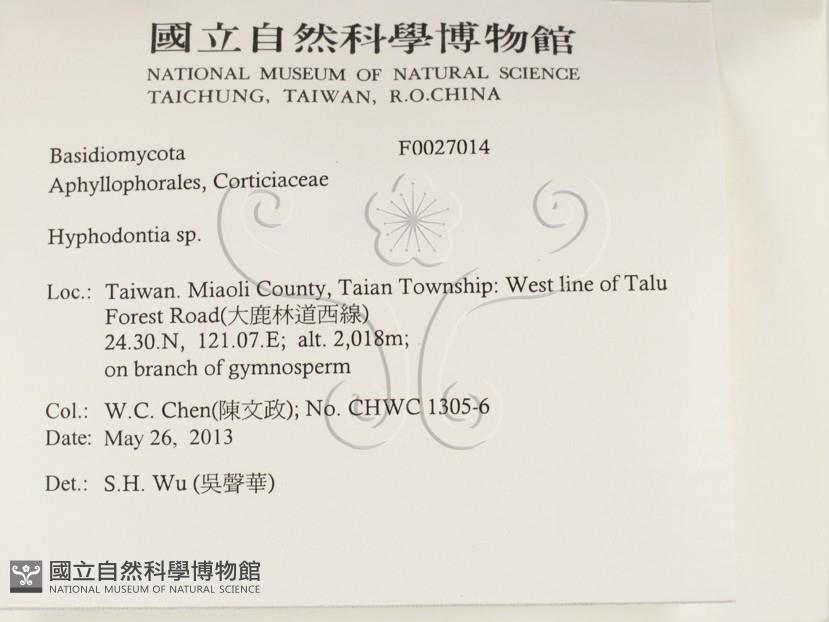 國立自然科學博物館
NATIONAL MUSEUM OF NATURAL SCIENCE
TAICHUNG, TAIWAN, R.O.CHINA
Basidiomycota F0027014
Aphyllophorales, Corticiaceae
Hyphodontia sp.
Loc.: Taiwan. Miaoli County, Taian Township: West line of Talu
Forest Road(大鹿林道西線)
24.30.N, 121.07.E; alt. 2,018m;
on branch of gymnosperm
Col.: W.C. Chen(陳文政); No. CHWC 1305-6
Date: May 26, 2013
Det.: S.H. Wu (吳聲華)
國立自然科學博物館
NATIONAL MUSEUM OF NATURAL SCIENCE